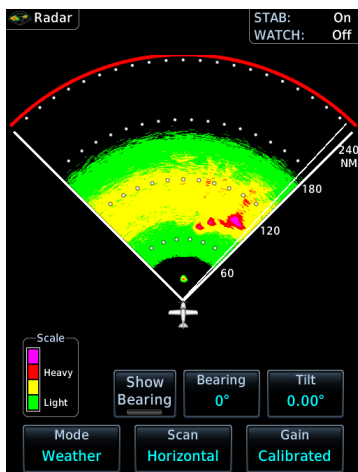 Radar
STAB: On
WATCH: Off
240
NM
180
120
60
Scale
Heavy
Light
Show
Bearing
Bearing
0°
Tilt
0.00°
Mode
Weather
Scan
Horizontal
Gain
Calibrated